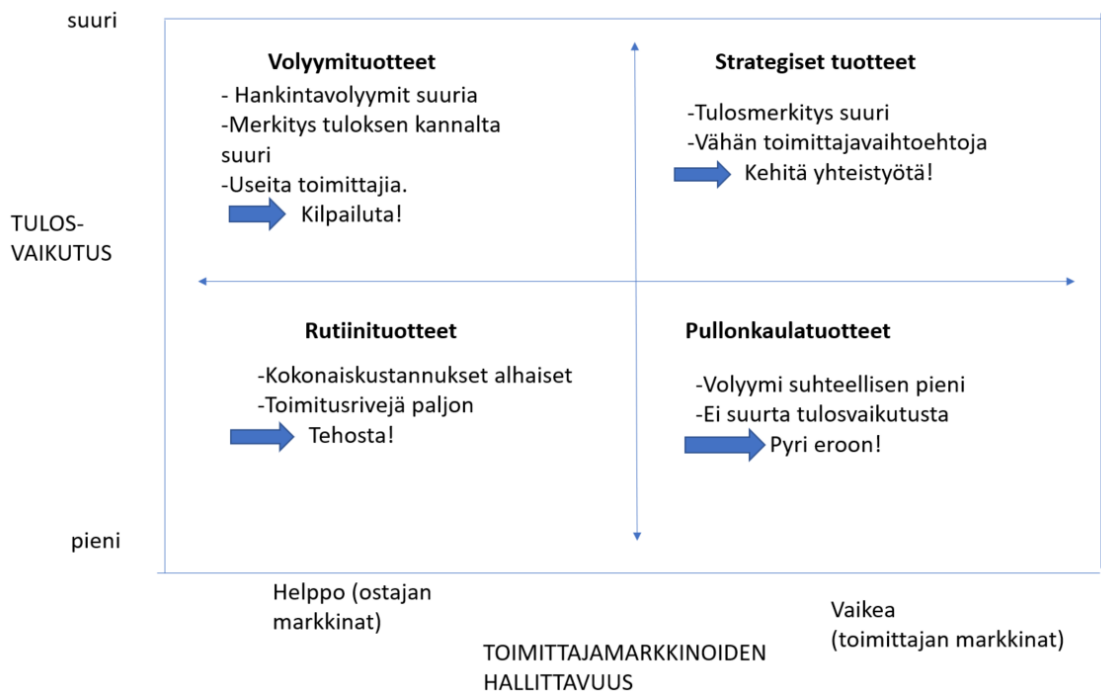 suuri
Volyymituotteet
- Hankintavolyymit suuria
-Merkitys tuloksen kannalta
suuri
-Useita toimittajia.
Kilpailuta!
Strategiset tuotteet
-Tulosmerkitys suuri
-Vähän toimittajavaihtoehtoja
Kehitä yhteistyötä!
TULOS-
VAIKUTUS
Rutiinituotteet
-Kokonaiskustannukset alhaiset
-Toimitusrivejä paljon
Tehosta!
Pullonkaulatuotteet
-Volyymi suhteellisen pieni
-Ei suurta tulosvaikutusta
Pyri eroon!
pieni
Helppo (ostajan
markkinat)
Vaikea
(toimittajan markkinat)
TOIMITTAJAMARKKINOIDEN
HALLITTAVUUS